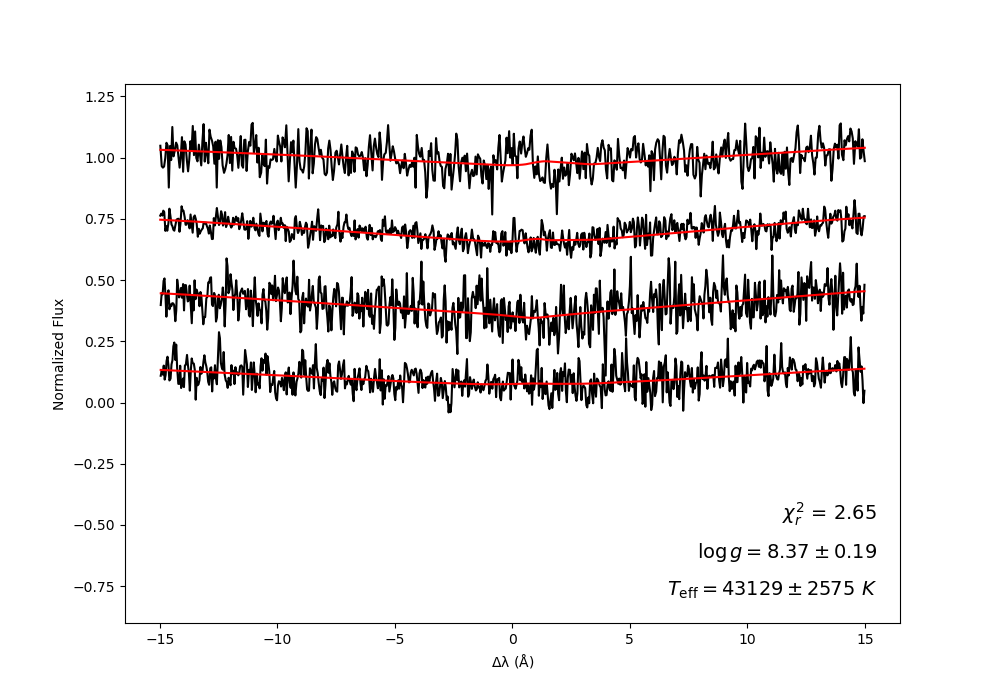 1.25
1.00
0.75
0.50
0.25
0.00
−0.25
−0.50
−0.75
Normalized Flux
χ²ᵣ = 2.65
log g = 8.37 ± 0.19
T_eff = 43129 ± 2575 K
−15 −10 −5 0 5 10 15
Δλ (Å)